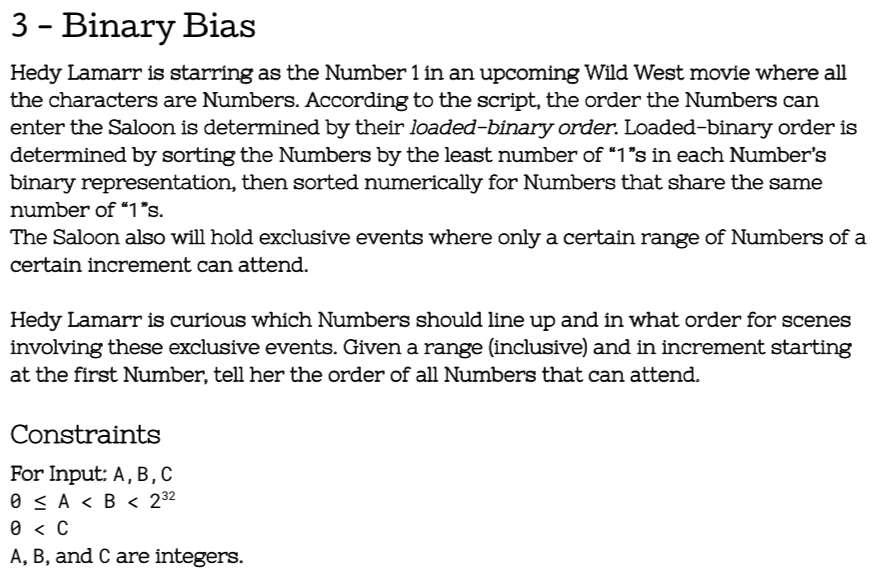 3 - Binary Bias
Hedy Lamarr is starring as the Number 1 in an upcoming Wild West movie where all
the characters are Numbers. According to the script, the order the Numbers can
enter the Saloon is determined by their loaded-binary order. Loaded-binary order is
determined by sorting the Numbers by the least number of "1"s in each Number's
binary representation, then sorted numerically for Numbers that share the same
number of "1"s.
The Saloon also will hold exclusive events where only a certain range of Numbers of a
certain increment can attend.
Hedy Lamarr is curious which Numbers should line up and in what order for scenes
involving these exclusive events. Given a range (inclusive) and in increment starting
at the first Number, tell her the order of all Numbers that can attend.
Constraints
For Input: A, B, C
0 ≤ A < B < 2³²
0 < C
A, B, and C are integers.